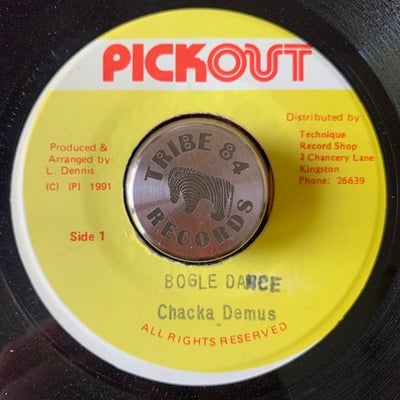 PICKOUT
Produced &
Arranged by:
L. Dennis
(C) (P) 1991
Distributed by:
Technique
Record Shop
2 Chancery Lane
Kingston
Phone: 26639
TRIBE 84
RECORDS
Side 1
BOGLE DANCE
Chacka Demus
ALL RIGHTS RESERVED